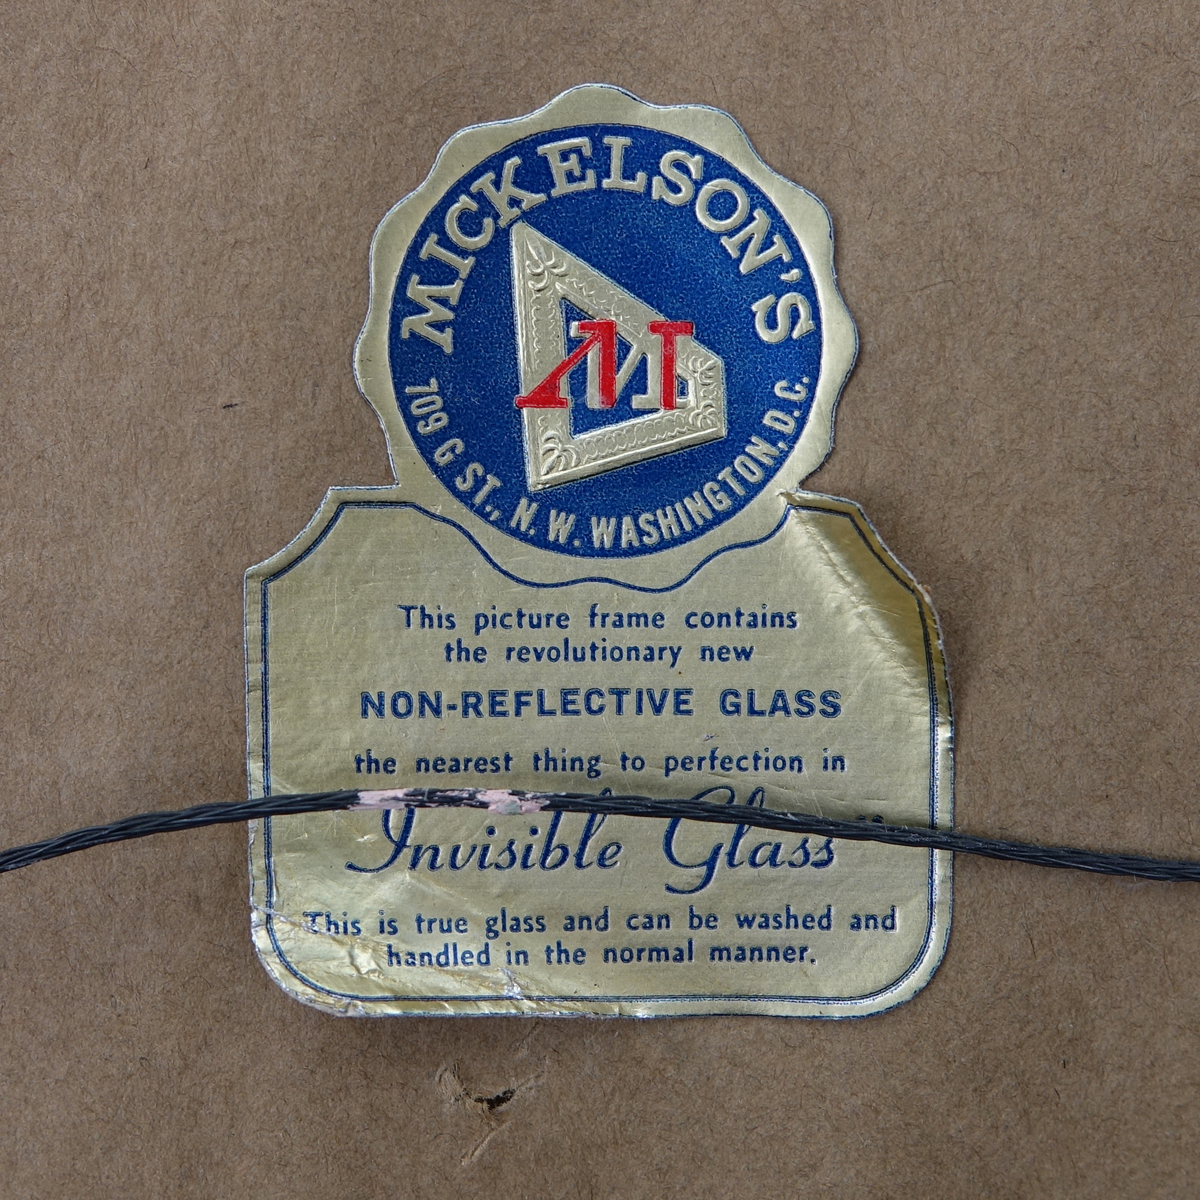 MICKELSON'S
M
709 G ST., N.W. WASHINGTON, D.C.
This picture frame contains
the revolutionary new
NON-REFLECTIVE GLASS
the nearest thing to perfection in
Invisible Glass"
This is true glass and can be washed and
handled in the normal manner.